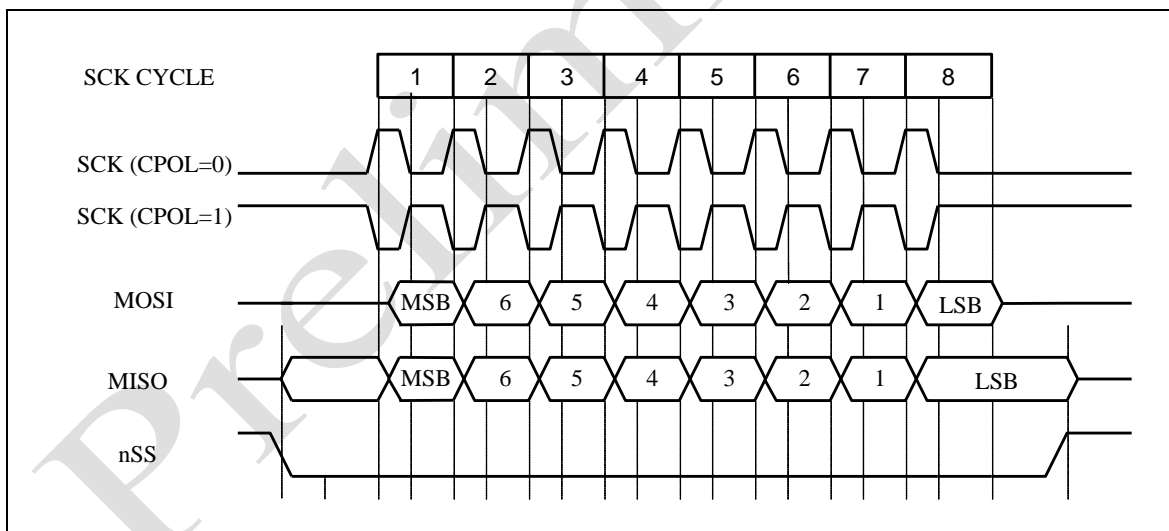 SCK CYCLE 1 2 3 4 5 6 7 8
SCK (CPOL=0)
SCK (CPOL=1)
MOSI MSB 6 5 4 3 2 1 LSB
MISO MSB 6 5 4 3 2 1 LSB
nSS
Prelim